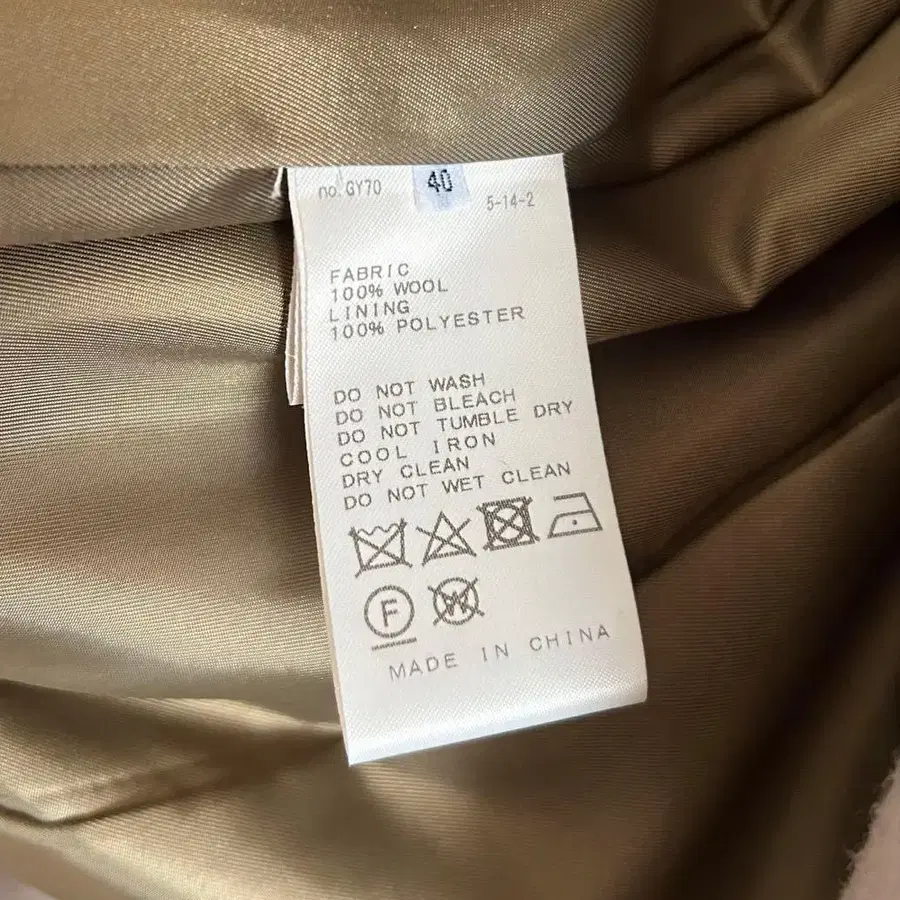 no. GY70 40 5-14-2
FABRIC
100% WOOL
LINING
100% POLYESTER
DO NOT WASH
DO NOT BLEACH
DO NOT TUMBLE DRY
COOL IRON
DRY CLEAN
DO NOT WET CLEAN
F W
MADE IN CHINA